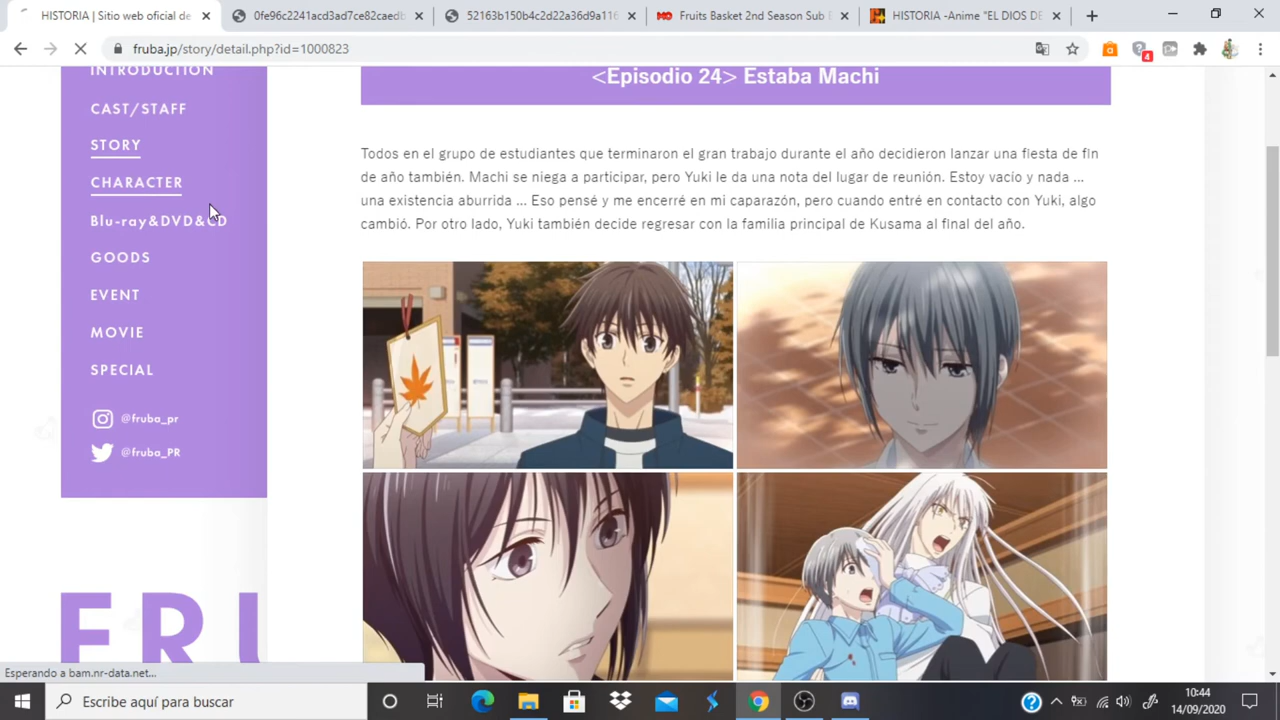 HISTORIA | Sitio web oficial de
0fe96c2241acd3ad7ce82caedb
52163b150b4c2d22a36d9a116
Fruits Basket 2nd Season Sub E
HISTORIA -Anime "EL DIOS DE
fruba.jp/story/detail.php?id=1000823
4
INTRODUCTION
CAST/STAFF
STORY
CHARACTER
Blu-ray&DVD&CD
GOODS
EVENT
MOVIE
SPECIAL
@fruba_pr
@fruba_PR
<Episodio 24> Estaba Machi
Todos en el grupo de estudiantes que terminaron el gran trabajo durante el año decidieron lanzar una fiesta de fin
de año también. Machi se niega a participar, pero Yuki le da una nota del lugar de reunión. Estoy vacío y nada ...
una existencia aburrida ... Eso pensé y me encerré en mi caparazón, pero cuando entré en contacto con Yuki, algo
cambió. Por otro lado, Yuki también decide regresar con la familia principal de Kusama al final del año.
FRU
Esperando a bam.nr-data.net...
Escribe aquí para buscar
10:44
14/09/2020